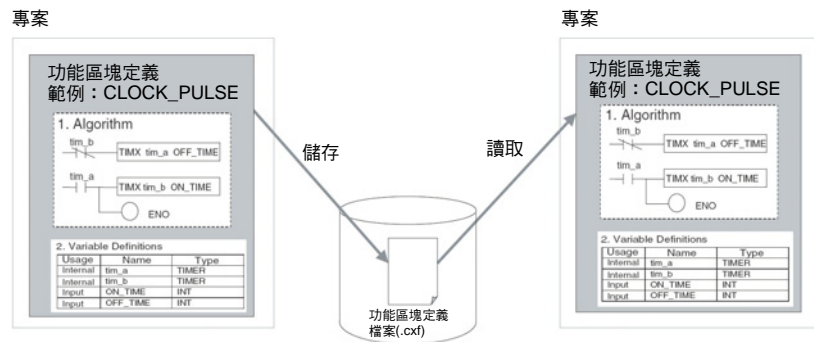 專案
功能區塊定義
範例：CLOCK_PULSE
1. Algorithm
tim_b
TIMX tim_a OFF_TIME
tim_a
TIMX tim_b ON_TIME
ENO
2. Variable Definitions
Usage Name Type
Internal tim_a TIMER
Internal tim_b TIMER
Input ON_TIME INT
Input OFF_TIME INT
儲存
功能區塊定義
檔案(.cxf)
讀取
專案
功能區塊定義
範例：CLOCK_PULSE
1. Algorithm
tim_b
TIMX tim_a OFF_TIME
tim_a
TIMX tim_b ON_TIME
ENO
2. Variable Definitions
Usage Name Type
Internal tim_a TIMER
Internal tim_b TIMER
Input ON_TIME INT
Input OFF_TIME INT